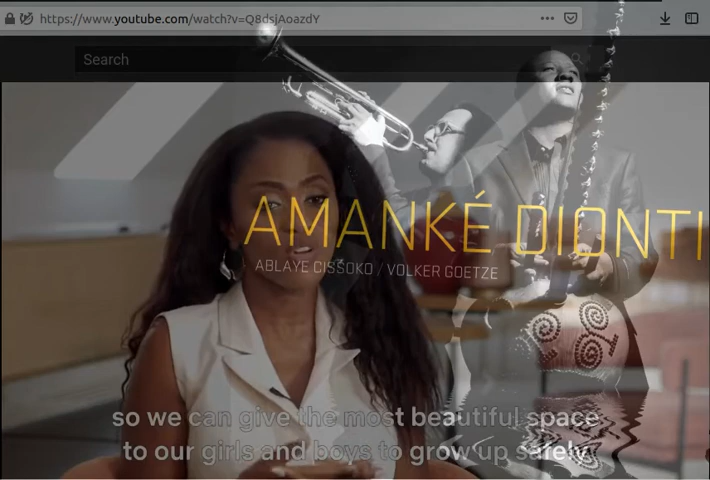 https://www.youtube.com/watch?v=Q8dsjAoazdY
Search
AMANKÉ DIONTI
ABLAYE CISSOKO / VOLKER GOETZE
so we can give the most beautiful space
to our girls and boys to grow up safely.